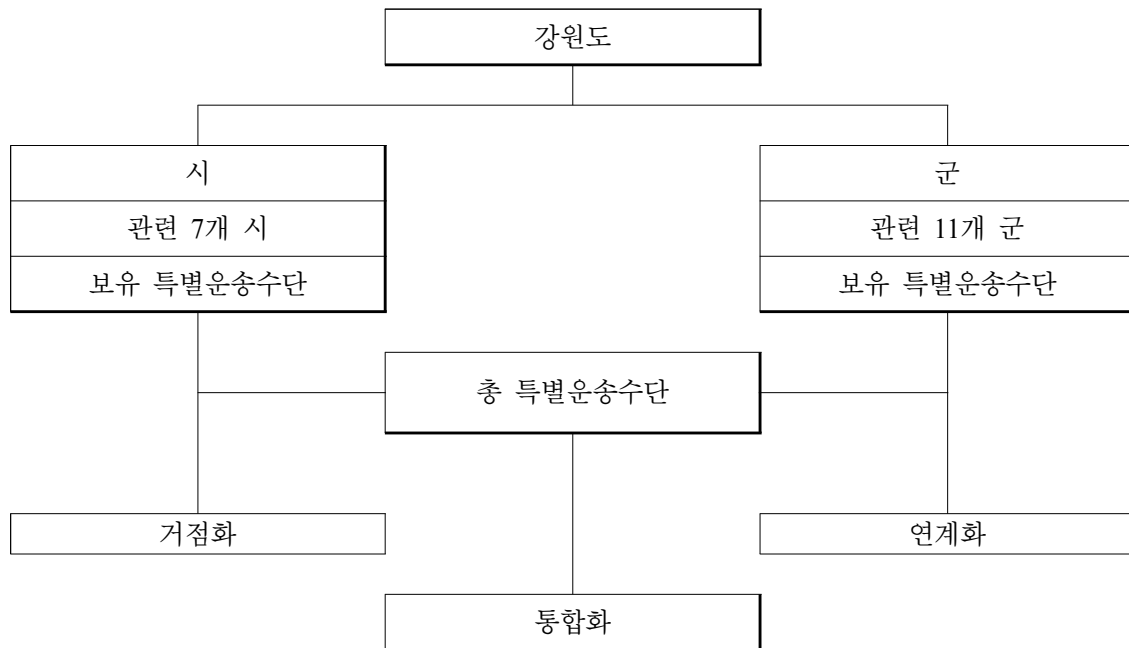 강원도
시
군
관련 7개 시
관련 11개 군
보유 특별운송수단
보유 특별운송수단
총 특별운송수단
거점화
연계화
통합화